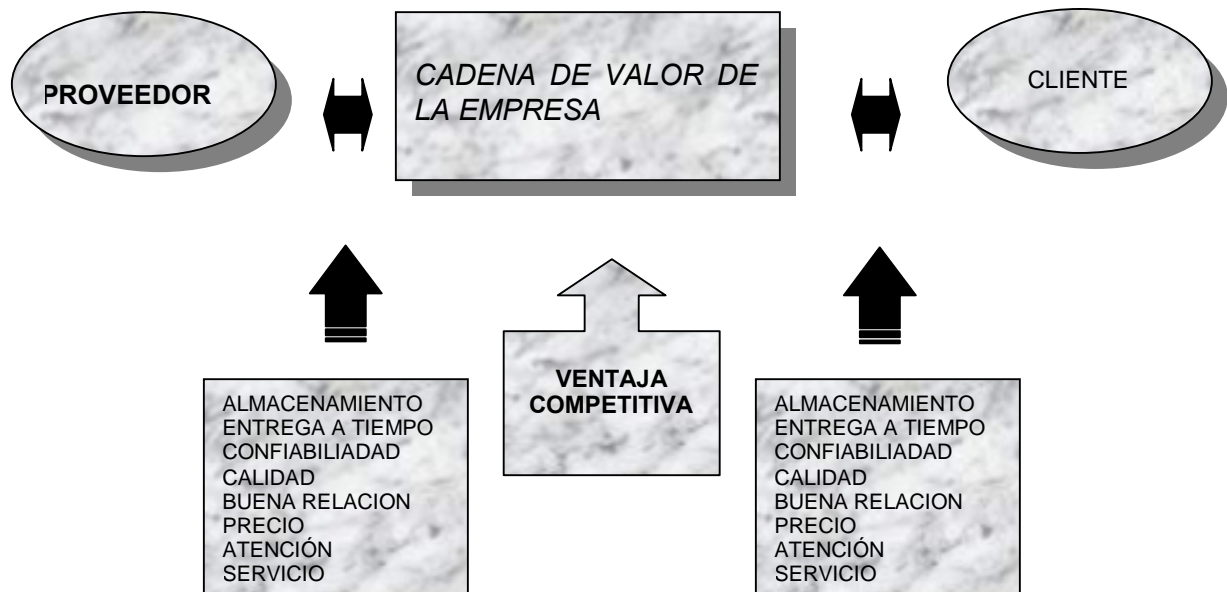 PROVEEDOR
CADENA DE VALOR DE
LA EMPRESA
CLIENTE
ALMACENAMIENTO
ENTREGA A TIEMPO
CONFIABILIADAD
CALIDAD
BUENA RELACION
PRECIO
ATENCIÓN
SERVICIO
VENTAJA
COMPETITIVA
ALMACENAMIENTO
ENTREGA A TIEMPO
CONFIABILIADAD
CALIDAD
BUENA RELACION
PRECIO
ATENCIÓN
SERVICIO